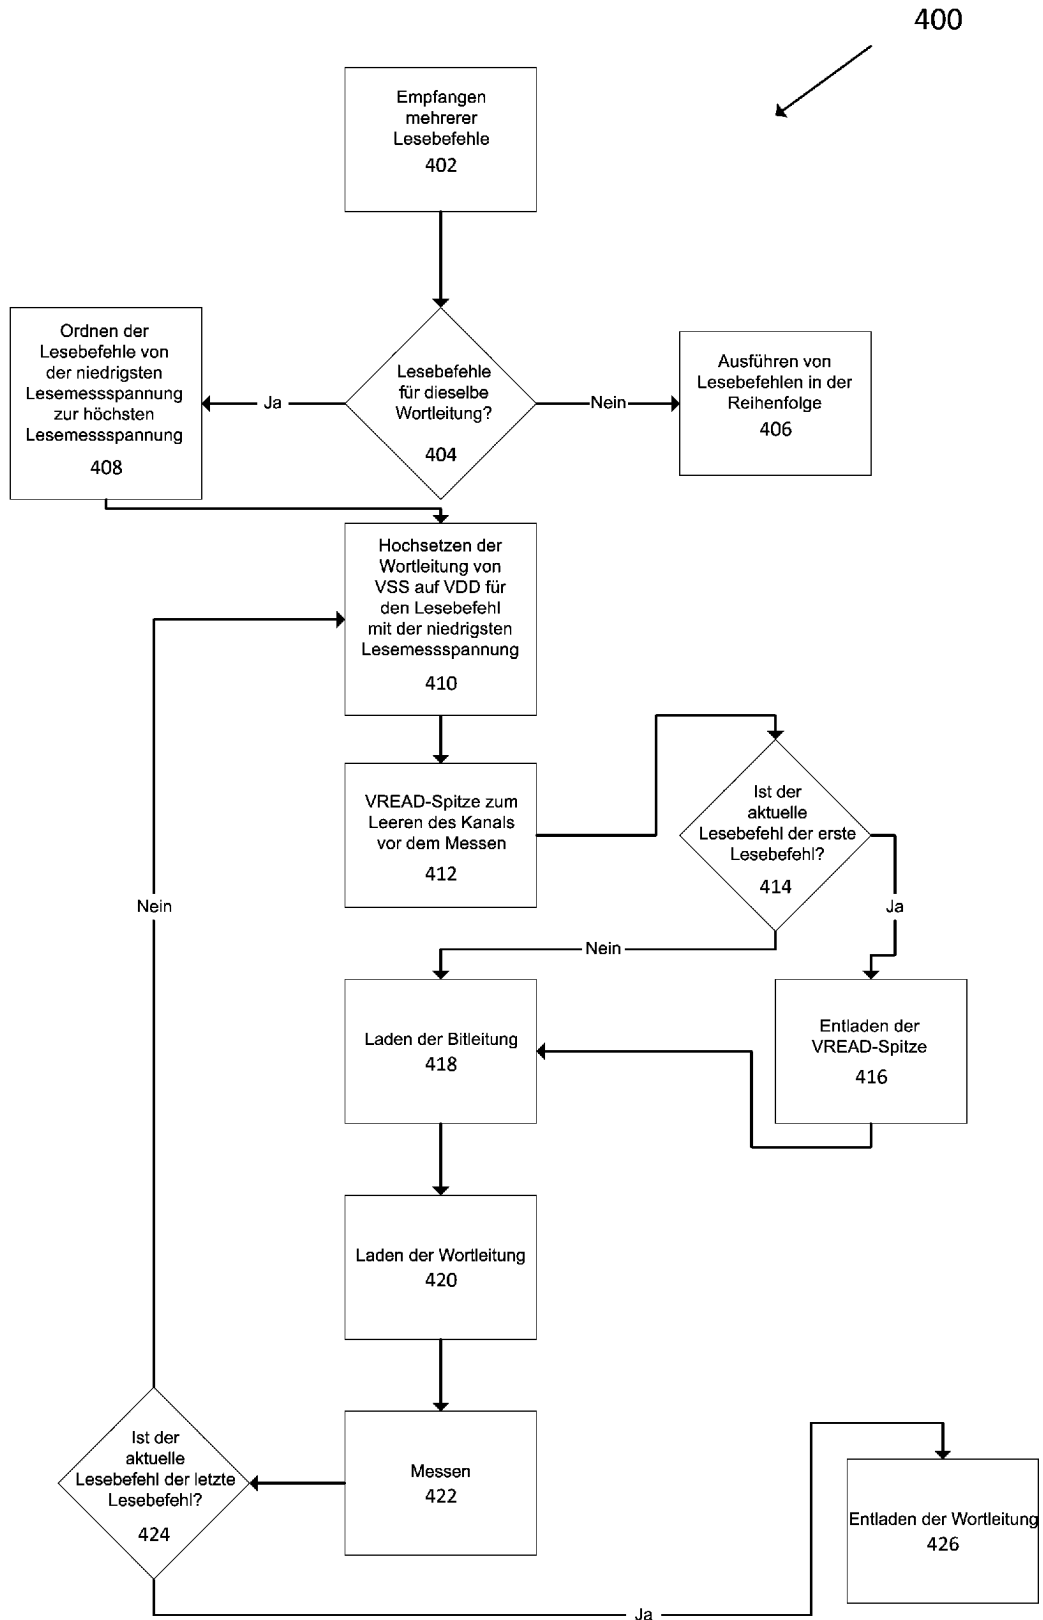 400
Empfangen
mehrerer
Lesebefehle
402
Ordnen der
Lesebefehle von
der niedrigsten
Lesemessspannung
zur höchsten
Lesemessspannung
408
Ja
Lesebefehle
für dieselbe
Wortleitung?
404
Nein
Ausführen von
Lesebefehlen in der
Reihenfolge
406
Hochsetzen der
Wortleitung von
VSS auf VDD für
den Lesebefehl
mit der niedrigsten
Lesemessspannung
410
VREAD-Spitze zum
Leeren des Kanals
vor dem Messen
412
Ist der
aktuelle
Lesebefehl der erste
Lesebefehl?
414
Nein
Ja
Nein
Laden der Bitleitung
418
Entladen der
VREAD-Spitze
416
Laden der Wortleitung
420
Ist der
aktuelle
Lesebefehl der letzte
Lesebefehl?
424
Messen
422
Entladen der Wortleitung
426
Ja